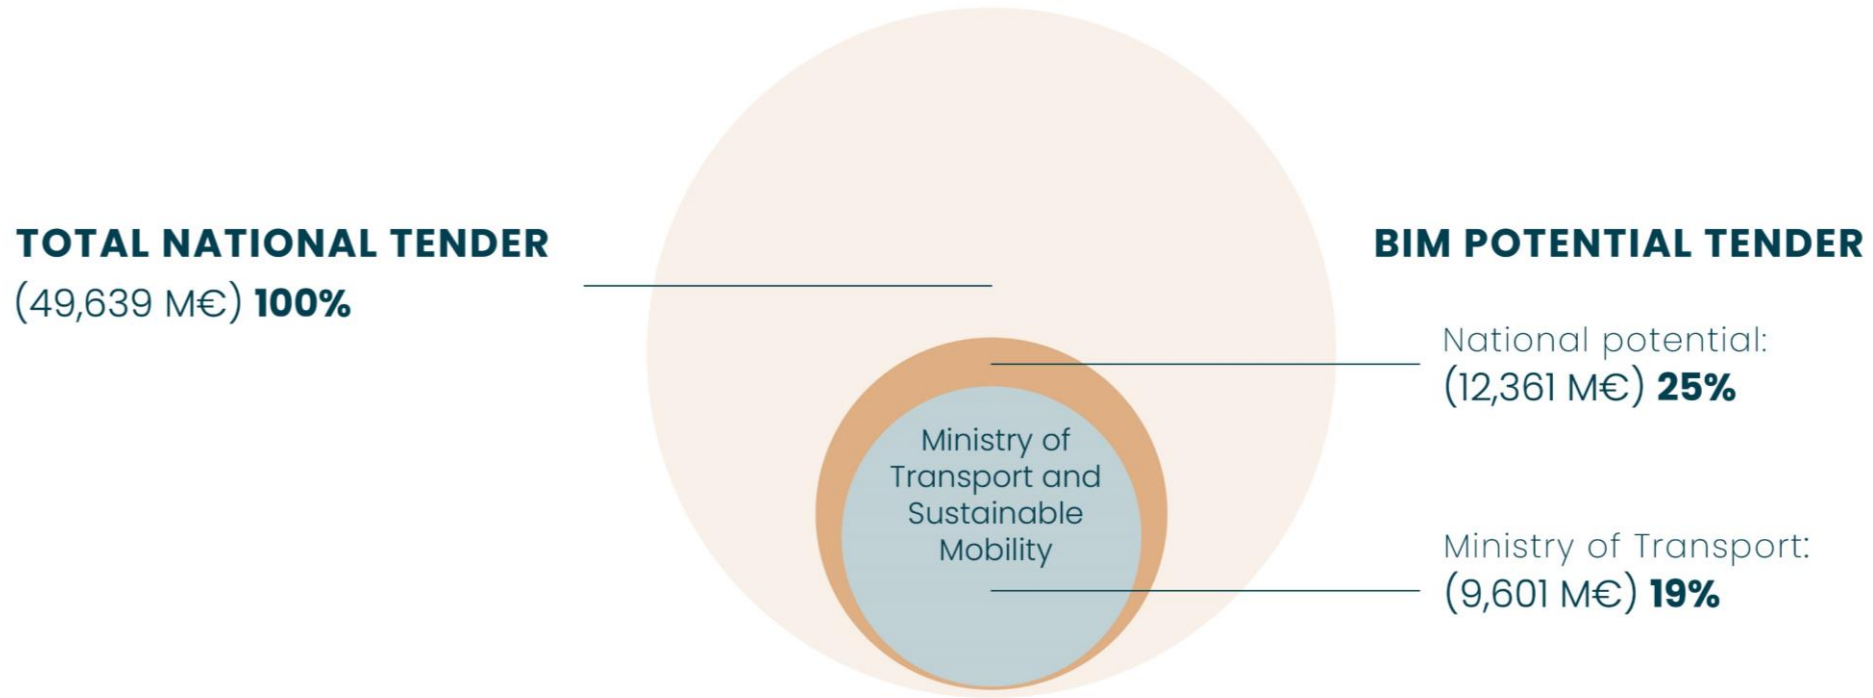 TOTAL NATIONAL TENDER
(49,639 M€) 100%
Ministry of
Transport and
Sustainable
Mobility
BIM POTENTIAL TENDER
National potential:
(12,361 M€) 25%
Ministry of Transport:
(9,601 M€) 19%